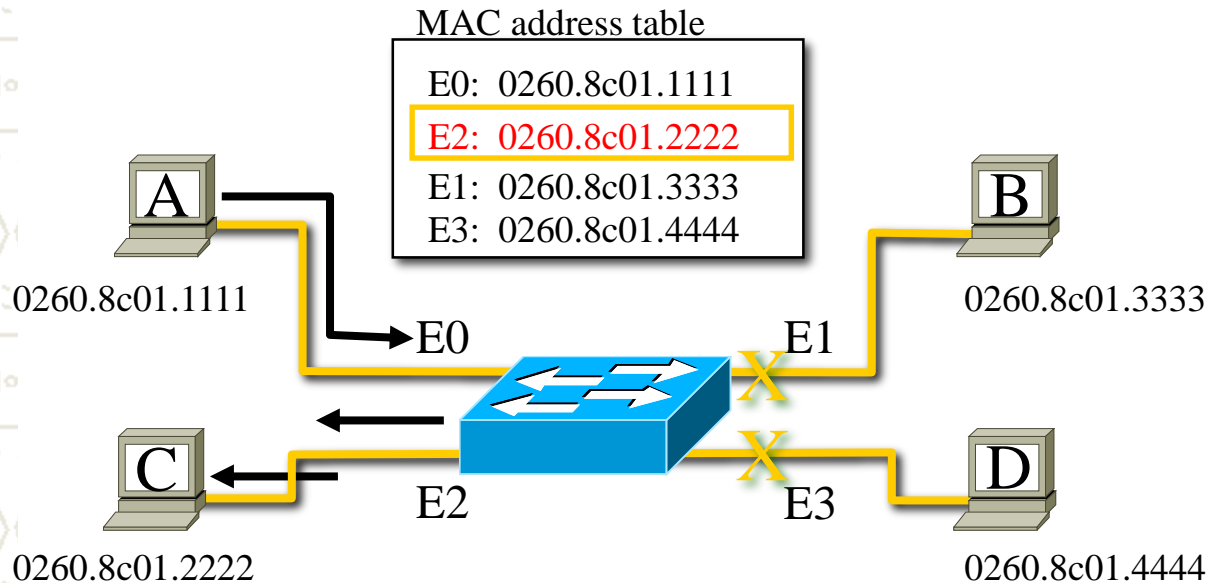 MAC address table
E0: 0260.8c01.1111
E2: 0260.8c01.2222
E1: 0260.8c01.3333
E3: 0260.8c01.4444
A
B
0260.8c01.1111
0260.8c01.3333
E0
E1
X
C
X
D
E2
E3
0260.8c01.2222
0260.8c01.4444